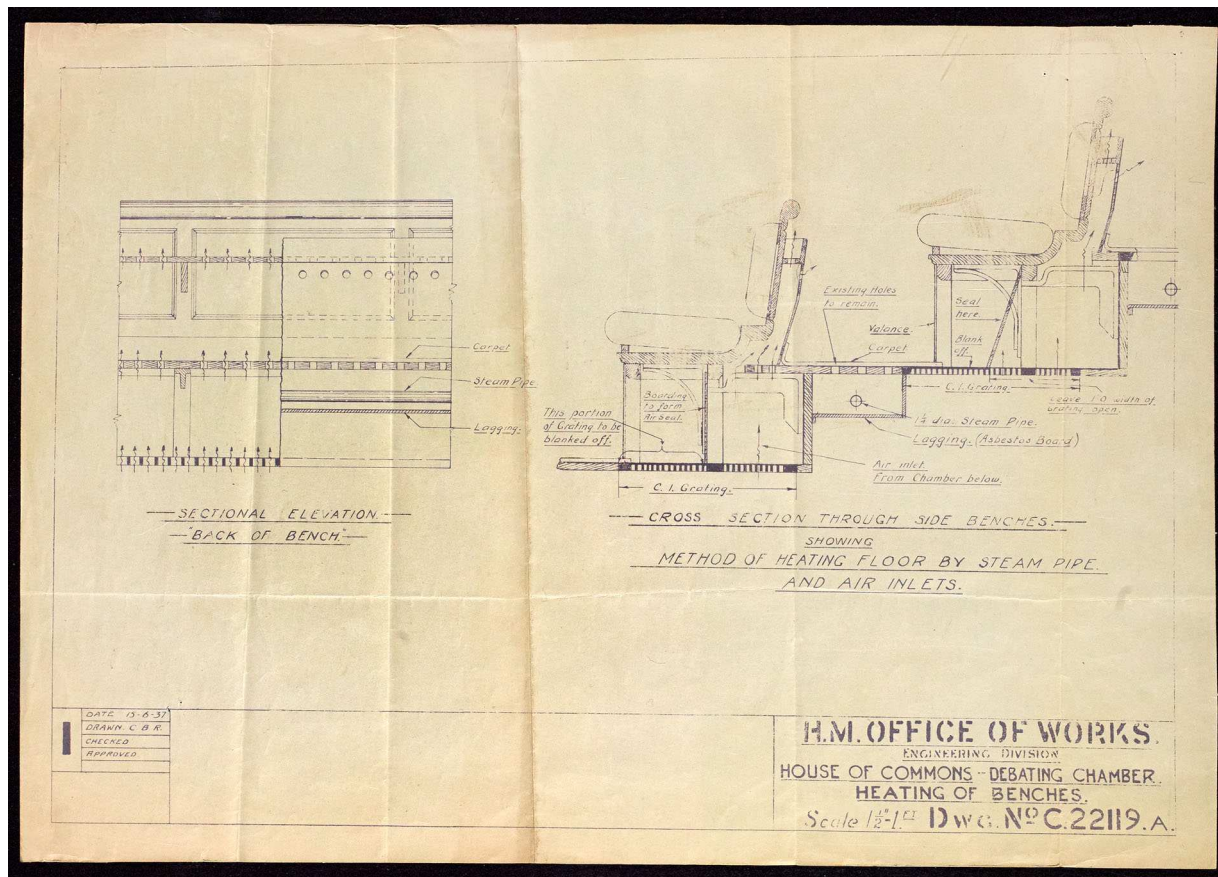 Carpet
Steam Pipe.
Lagging.
SECTIONAL ELEVATION.
"BACK OF BENCH."
Existing Holes
to remain.
Valance.
Carpet
Seal
here.
Blank
off.
C.I. Grating.
Leave 1'0 width of
grating open.
1¼ dia. Steam Pipe.
Lagging. (Asbestos Board)
Air inlet.
From Chamber below.
Boarding
to form
Air Seal.
This portion
of Grating to be
blanked off.
C. I. Grating.
CROSS SECTION THROUGH SIDE BENCHES.
SHOWING
METHOD OF HEATING FLOOR BY STEAM PIPE.
AND AIR INLETS.
DATE 15-6-37
DRAWN C B R.
CHECKED
APPROVED
H.M. OFFICE OF WORKS.
ENGINEERING DIVISION
HOUSE OF COMMONS - DEBATING CHAMBER.
HEATING OF BENCHES.
Scale 1½"-1.FT Dwg. No C.22119.A.